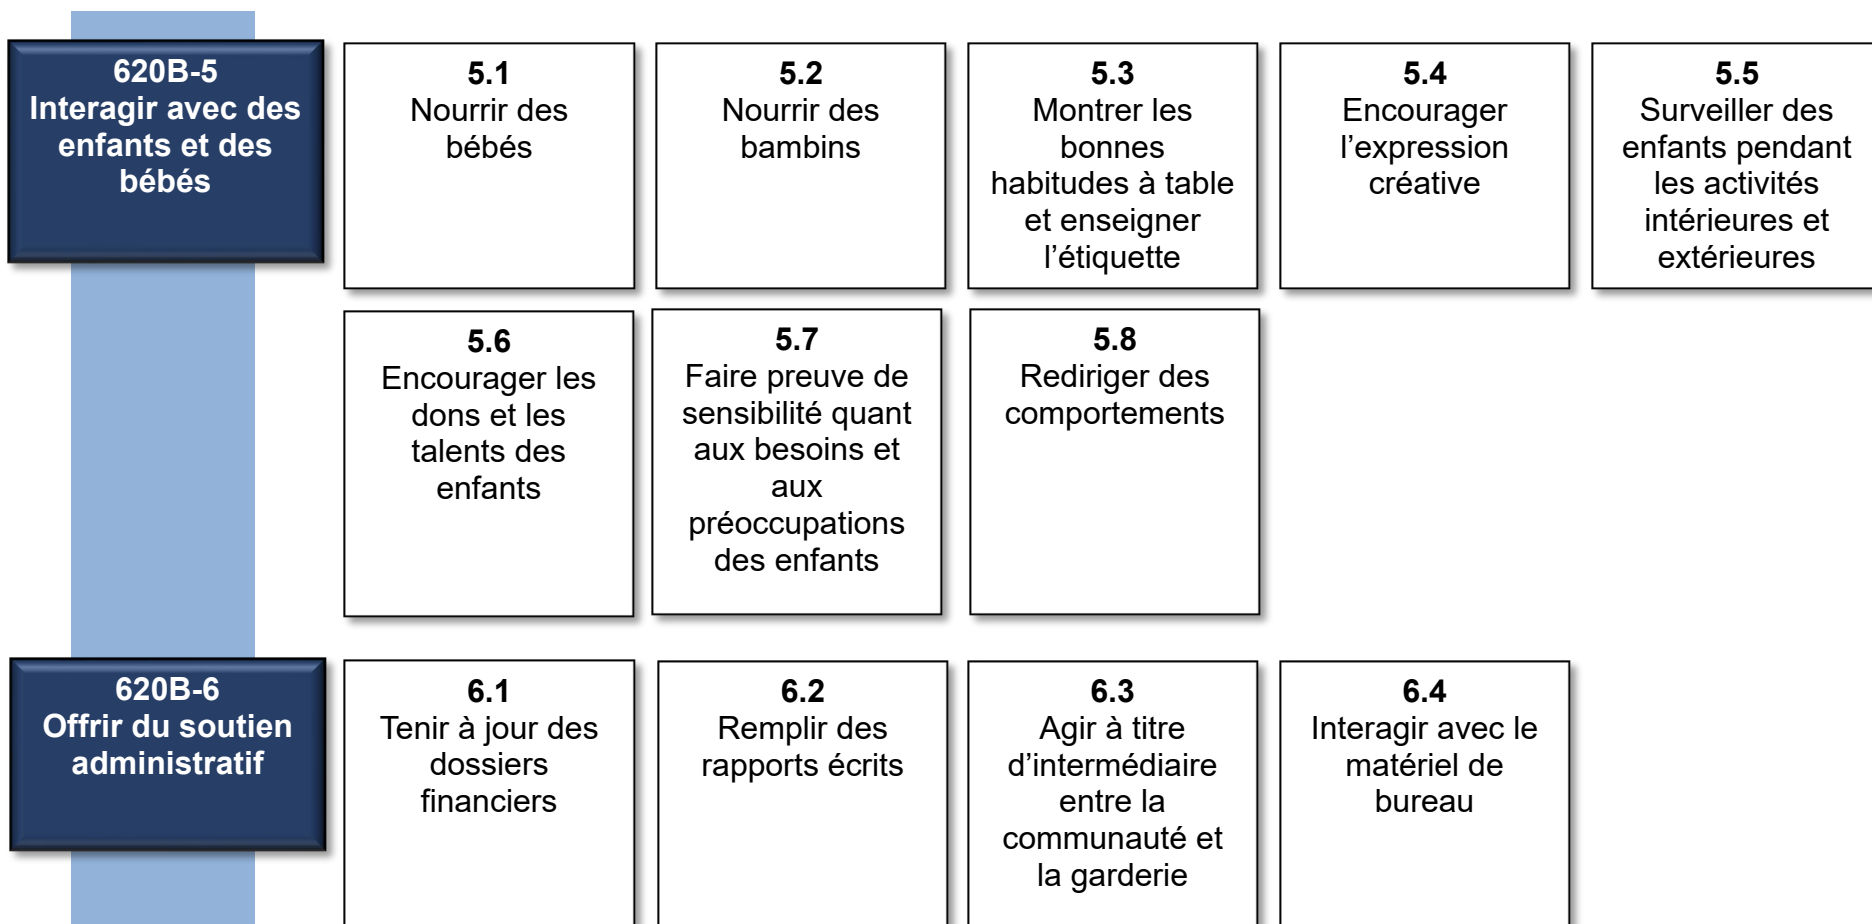 620B-5
Interagir avec des
enfants et des
bébés
5.1
Nourrir des
bébés
5.2
Nourrir des
bambins
5.3
Montrer les
bonnes
habitudes à table
et enseigner
l’étiquette
5.4
Encourager
l’expression
créative
5.5
Surveiller des
enfants pendant
les activités
intérieures et
extérieures
5.6
Encourager les
dons et les
talents des
enfants
5.7
Faire preuve de
sensibilité quant
aux besoins et
aux
préoccupations
des enfants
5.8
Rediriger des
comportements
620B-6
Offrir du soutien
administratif
6.1
Tenir à jour des
dossiers
financiers
6.2
Remplir des
rapports écrits
6.3
Agir à titre
d’intermédiaire
entre la
communauté et
la garderie
6.4
Interagir avec le
matériel de
bureau